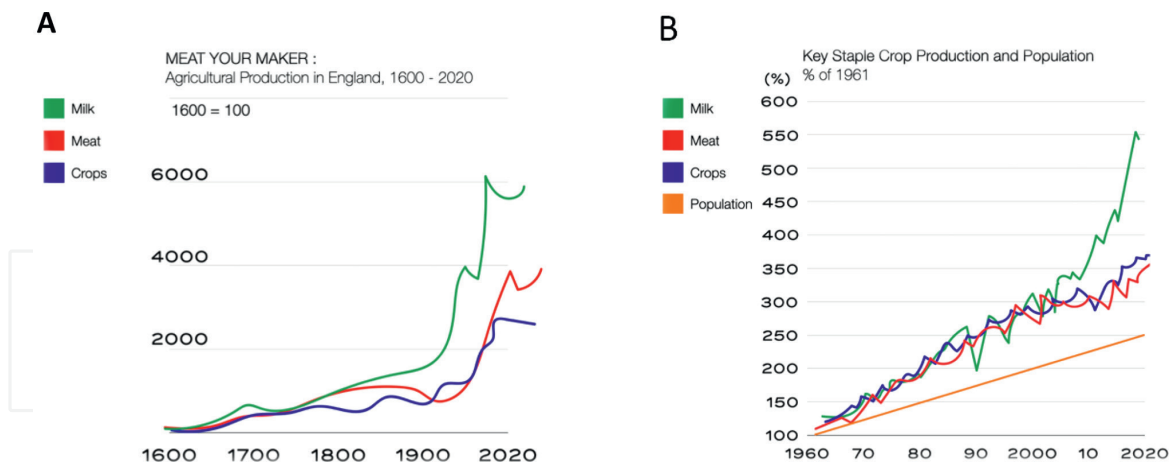 A
MEAT YOUR MAKER :
Agricultural Production in England, 1600 - 2020
Milk
Meat
Crops
1600 = 100
6000
4000
2000
1600 1700 1800 1900 2020
B
Key Staple Crop Production and Population
% of 1961
(%)
Milk
Meat
Crops
Population
600
550
500
450
400
350
300
250
200
150
100
1960 70 80 90 2000 10 2020